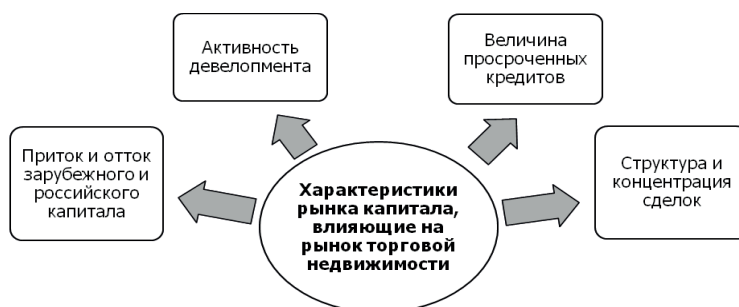 Активность
девелопмента
Величина
просроченных
кредитов
Приток и отток
зарубежного и
российского
капитала
Характеристики
рынка капитала,
влияющие на
рынок торговой
недвижимости
Структура и
концентрация
сделок